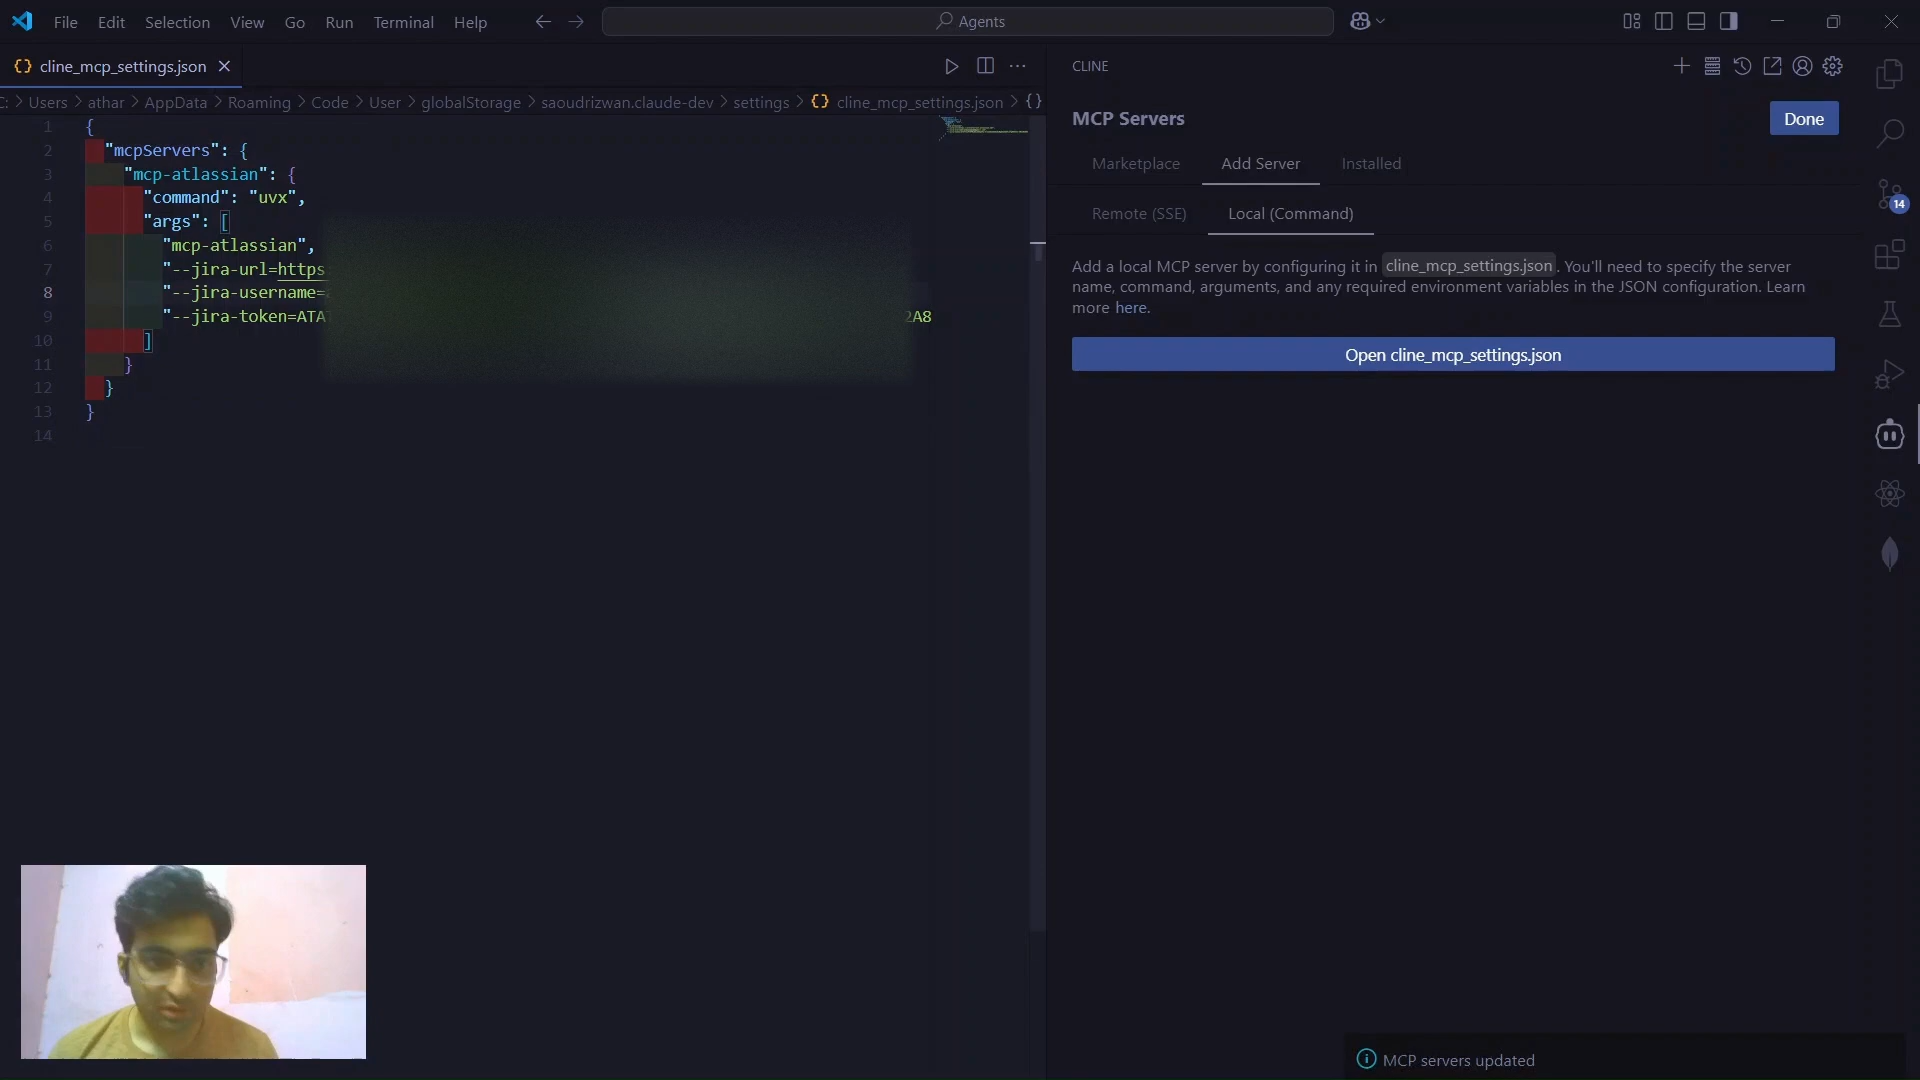 File Edit Selection View Go Run Terminal Help
Agents
cline_mcp_settings.json
Users > athar > AppData > Roaming > Code > User > globalStorage > saoudrizwan.claude-dev > settings > {} cline_mcp_settings.json > {}
1 {
2 "mcpServers": {
3 "mcp-atlassian": {
4 "command": "uvx",
5 "args": [
6 "mcp-atlassian",
7 "--jira-url=https
8 "--jira-username=
9 "--jira-token=ATA 2A8
10 ]
11 }
12 }
13 }
14
CLINE
MCP Servers
Done
Marketplace Add Server Installed
Remote (SSE) Local (Command)
Add a local MCP server by configuring it in cline_mcp_settings.json. You'll need to specify the server
name, command, arguments, and any required environment variables in the JSON configuration. Learn
more here.
Open cline_mcp_settings.json
14
MCP servers updated